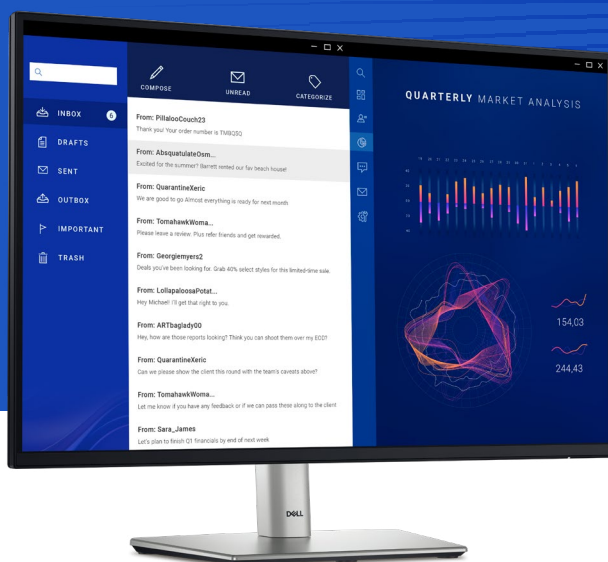 COMPOSE
UNREAD
CATEGORIZE
INBOX 6
DRAFTS
SENT
OUTBOX
IMPORTANT
TRASH
From: PillalooCouch23
Thank you! Your order number is TM8QSQ
From: AbsquatulateOsm...
Excited for the summer? Barrett rented our fav beach house!
From: QuarantineXeric
We are good to go Almost everything is ready for next month
From: TomahawkWoma...
Please leave a review. Plus refer friends and get rewarded.
From: Georgiemyers2
Deals you've been looking for. Grab 40% select styles for this limited-time sale.
From: LollapaloosaPotat...
Hey Michael! I'll get that right to you.
From: ARTbaglady00
Hey, how are those reports looking? Think you can shoot them over my EOD?
From: QuarantineXeric
Can we please show the client this round with the team's caveats above?
From: TomahawkWoma...
Let me know if you have any feedback or if we can pass these along to the client
From: Sara_James
Let's plan to finish Q1 financials by end of next week
QUARTERLY MARKET ANALYSIS
154,03
244,43
DELL